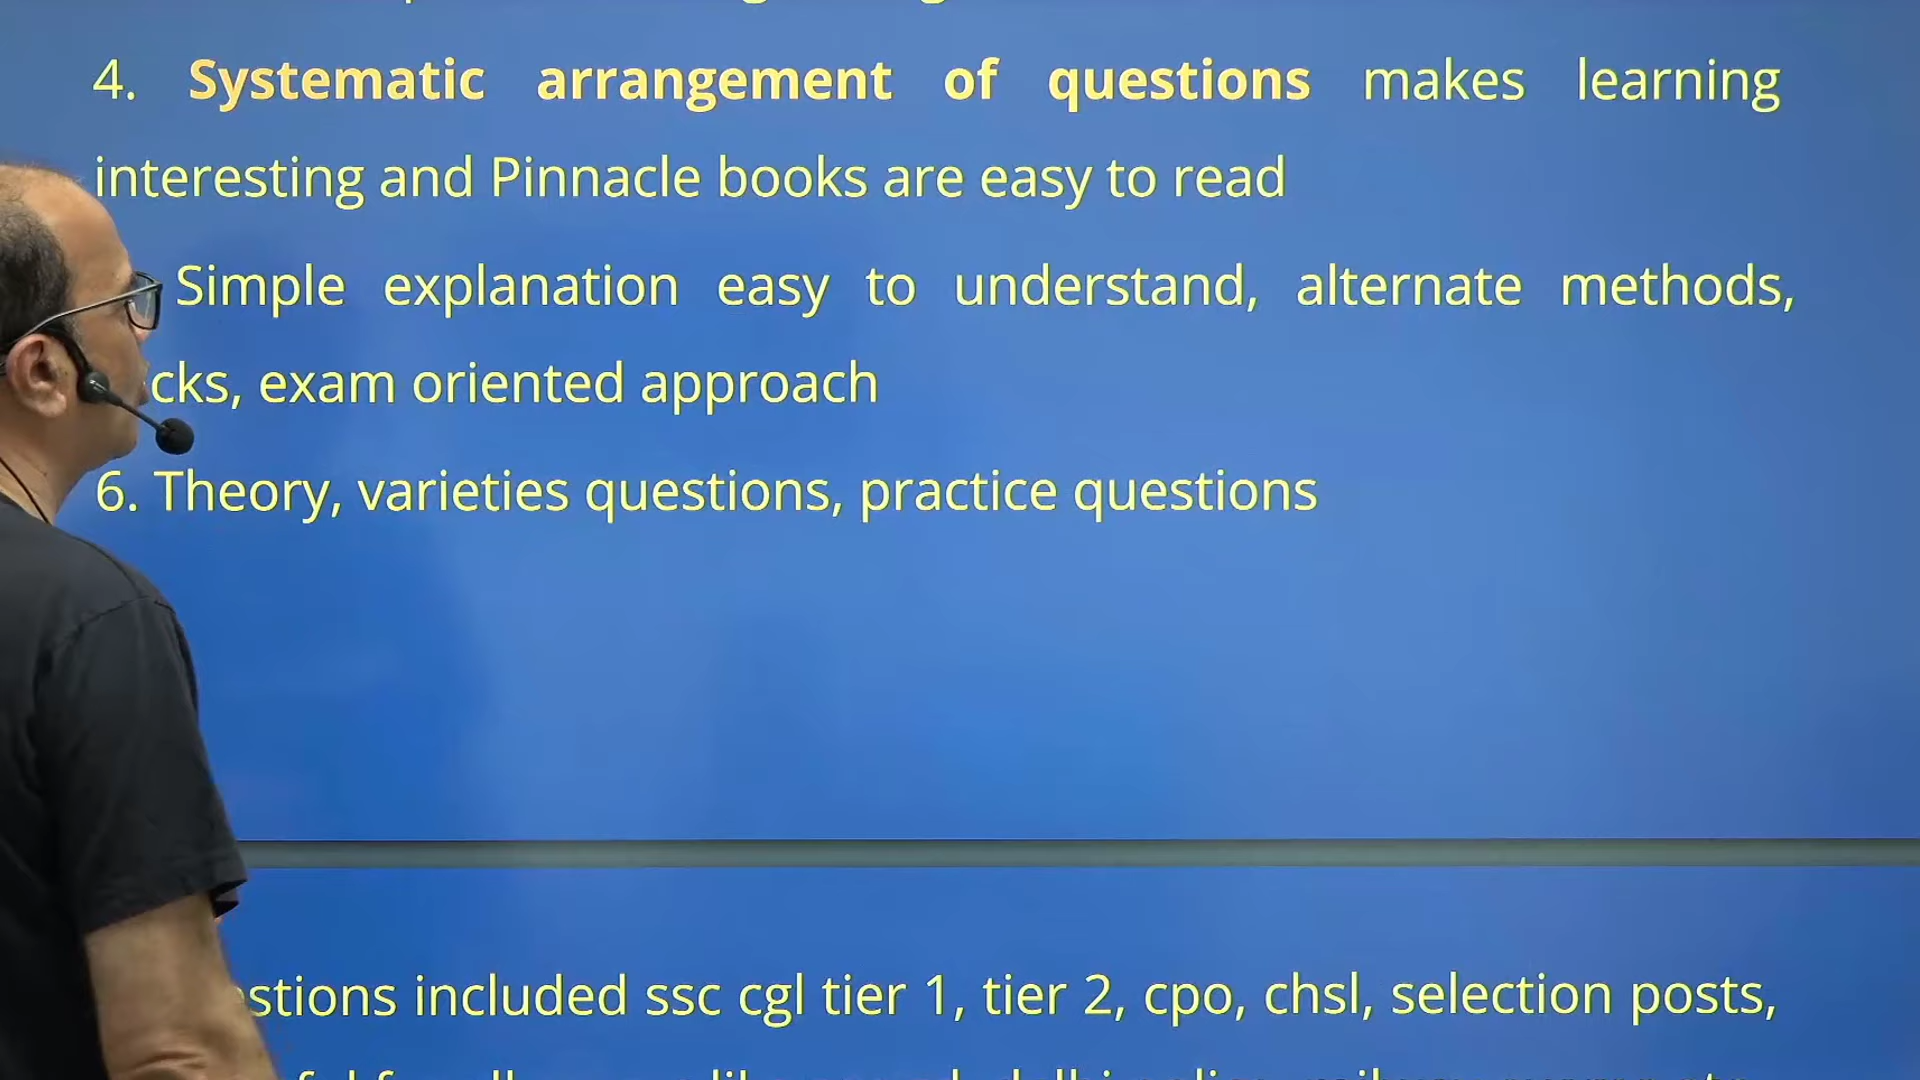 4. Systematic arrangement of questions makes learning
interesting and Pinnacle books are easy to read
Simple explanation easy to understand, alternate methods,
exam oriented approach
6. Theory, varieties questions, practice questions
included ssc cgl tier 1, tier 2, cpo, chsl, selection posts,